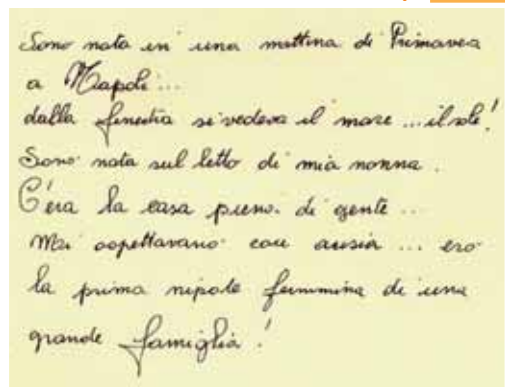 Sono nata in una mattina di Primavera
a Napoli...
dalla finestra si vedeva il mare ... il sole!
Sono nata sul letto di mia nonna.
C'era la casa piena di gente ...
Mi aspettavano con ansia ... ero
la prima nipote femmina di una
grande famiglia!